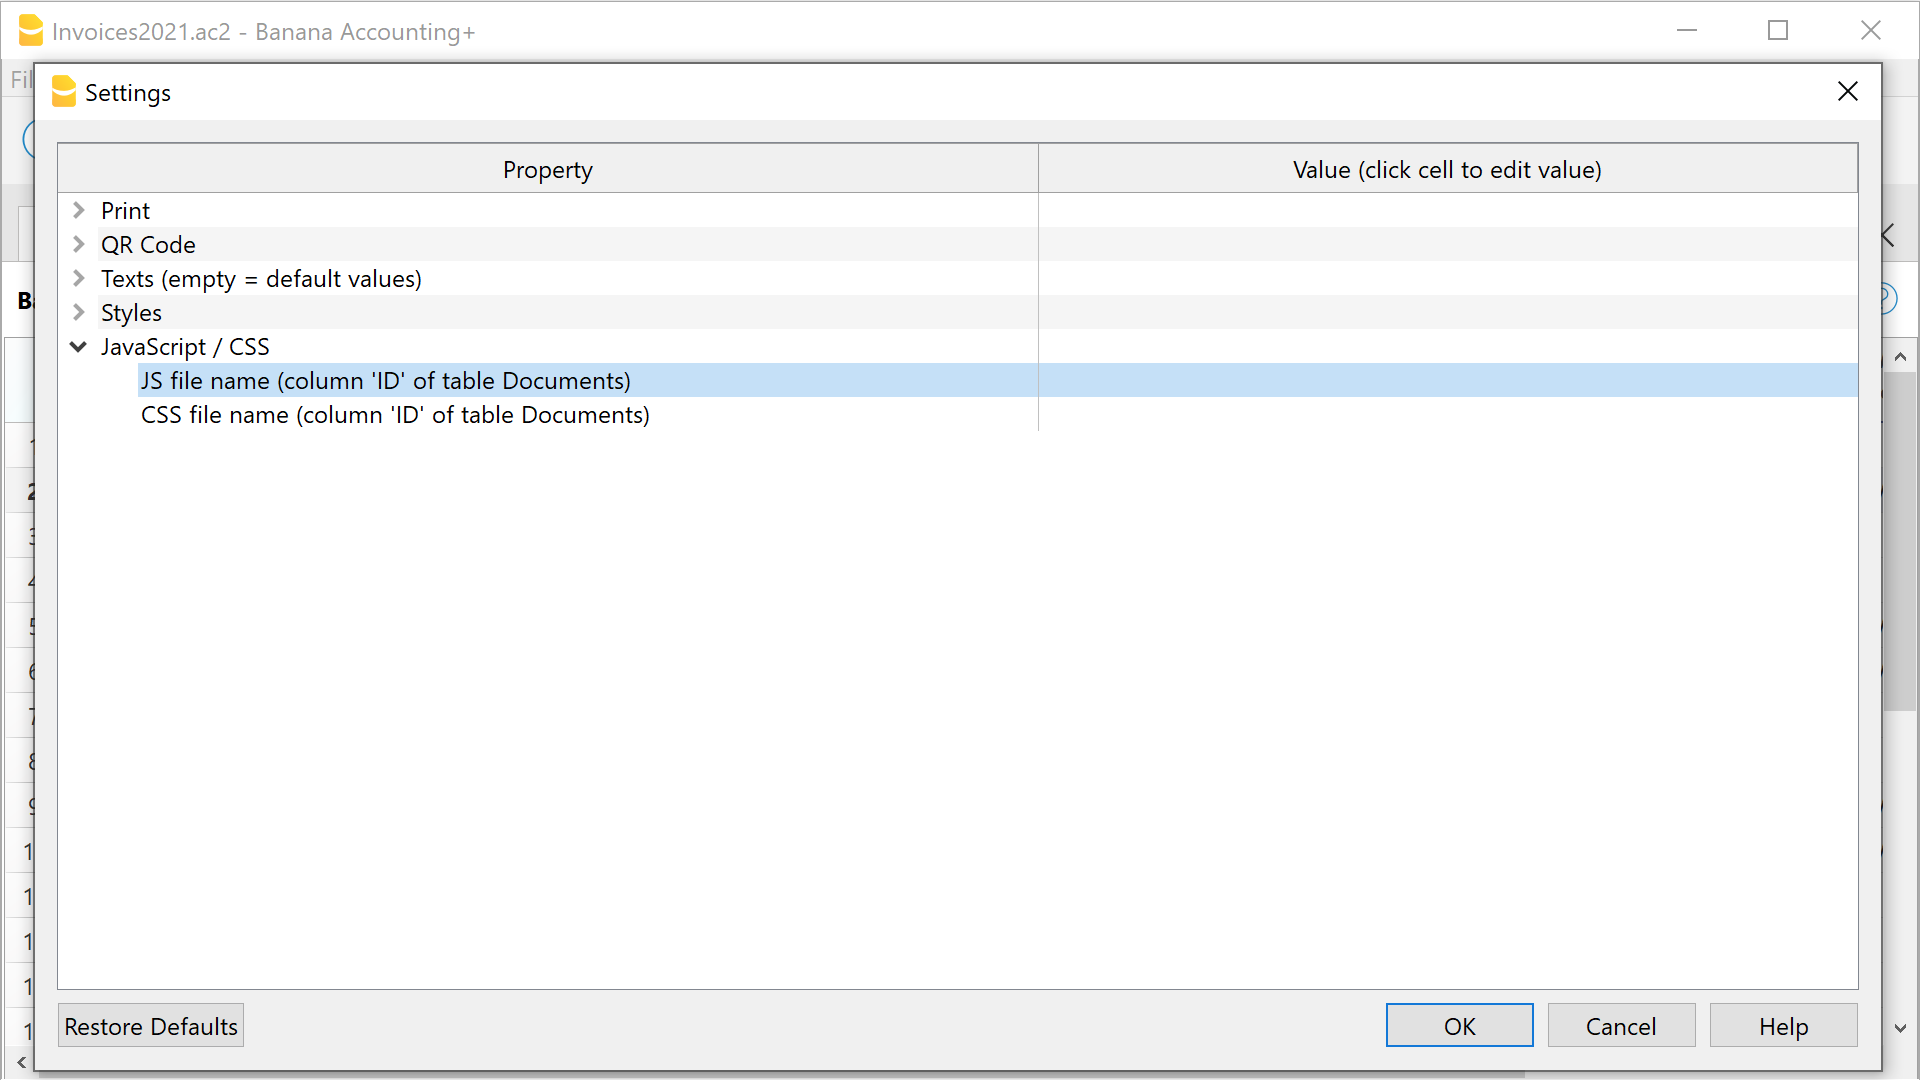 Invoices2021.ac2 - Banana Accounting+
Settings
Property
Value (click cell to edit value)
Print
QR Code
Texts (empty = default values)
Styles
JavaScript / CSS
JS file name (column 'ID' of table Documents)
CSS file name (column 'ID' of table Documents)
Restore Defaults
OK
Cancel
Help